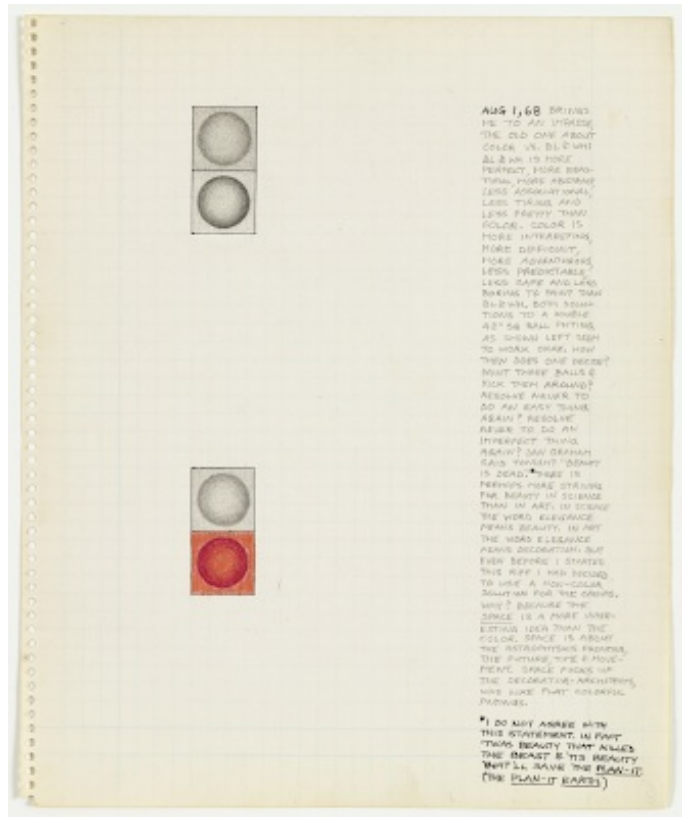 AUG 1, 68 BRINGS
ME TO AN IMPASSE
THE OLD ONE ABOUT
COLOR VS. BL & WH
BL & WH IS MORE
PERFECT, MORE BEAU-
TIFUL, MORE ABSTRACT
LESS ASSOCIATIONAL,
LESS TIRING AND
LESS PRETTY THAN
COLOR. COLOR IS
MORE INTERESTING,
MORE DIFFICULT,
MORE ADVENTUROUS,
LESS PREDICTABLE,
LESS SAFE AND LESS
BORING TO PAINT THAN
BL & WH. BOTH SOLU-
TIONS TO A DOUBLE
42" SQ BALL PNTING
AS SHOWN LEFT SEEM
TO WORK OKAY. HOW
THEN DOES ONE DECIDE?
PAINT THREE BALLS &
KICK THEM AROUND?
RESOLVE NEVER TO
DO AN EASY THING
AGAIN? RESOLVE
NEVER TO DO AN
IMPERFECT THING
AGAIN? DAN GRAHAM
SAID TONIGHT "BEAUTY
IS DEAD."* THERE IS
PERHAPS MORE STRIVING
FOR BEAUTY IN SCIENCE
THAN IN ART. IN SCIENCE
THE WORD ELEGANCE
MEANS BEAUTY. IN ART
THE WORD ELEGANCE
MEANS DECORATION. BUT
EVEN BEFORE I STARTED
THIS RIFF I HAD DECIDED
TO USE A NON-COLOR
SOLUTION FOR THE
WHY? BECAUSE THE
SPACE IS A MORE INTER-
ESTING IDEA THAN THE
COLOR. SPACE IS ABOUT
THE ASTROPHYSICS FRONTIER,
THE FUTURE, TIME & MOVE-
MENT. SPACE FUCKS UP
THE DECORATOR-ARCHITECTS,
WHO LIKE FLAT COLORFUL
PNTINGS.
*I DO NOT AGREE WITH
THIS STATEMENT. IN FACT
'TWAS BEAUTY THAT KILLED
THE BEAST & 'TIS BEAUTY
THAT'LL SAVE THE PLAN-IT
(THE PLAN-IT EARTH)